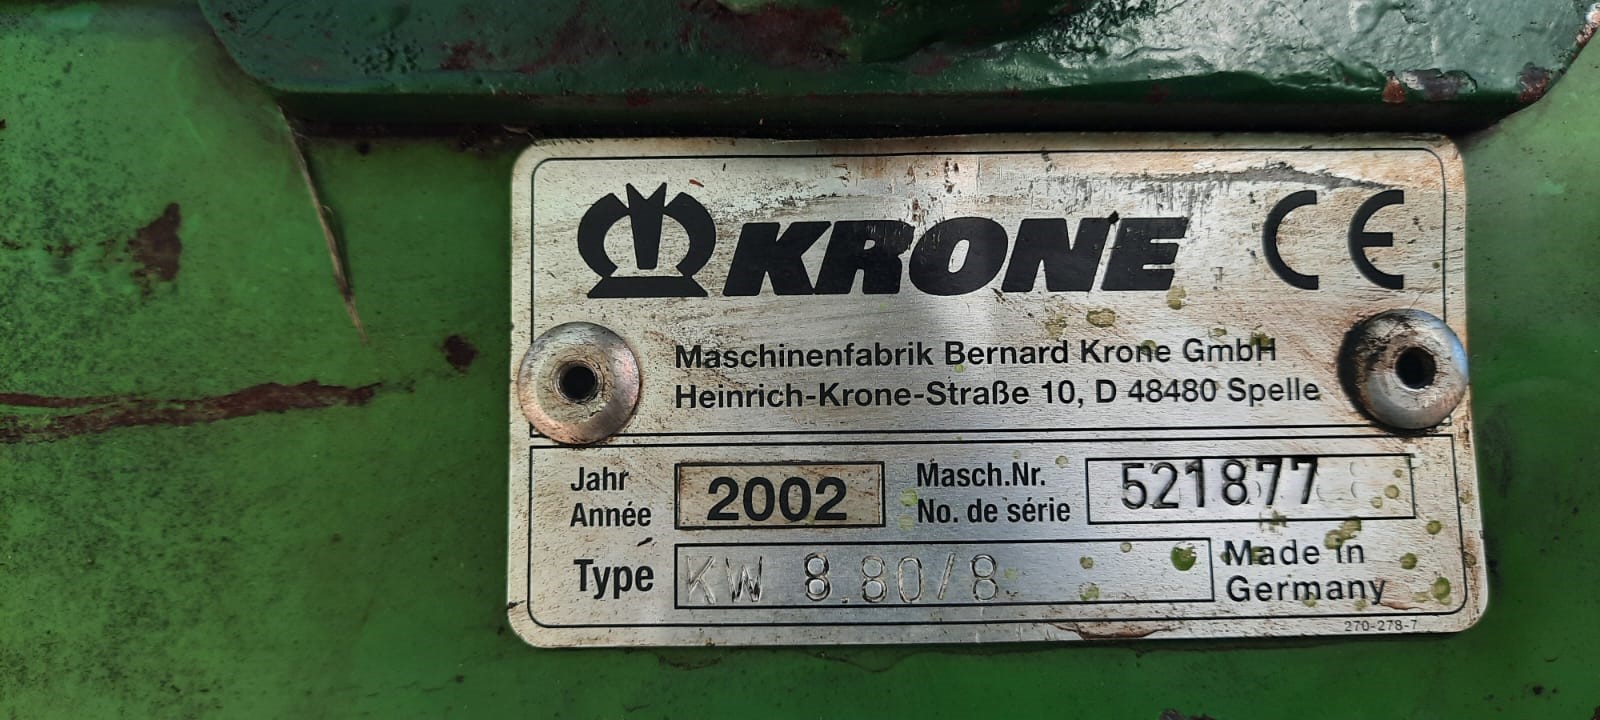 KRONE CE
Maschinenfabrik Bernard Krone GmbH
Heinrich-Krone-Straße 10, D 48480 Spelle
Jahr
Année
2002
Masch.Nr.
No. de série
521877
Type
KW 8.80/8
Made in
Germany
270-278-7